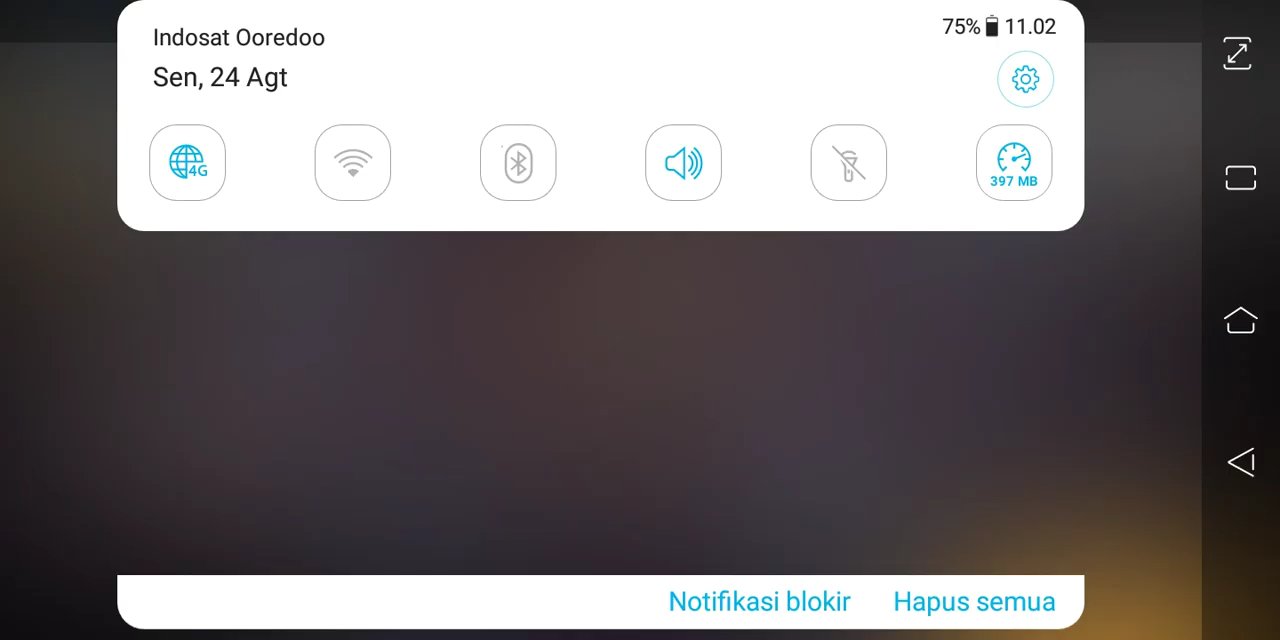 Indosat Ooredoo
75% 11.02
Sen, 24 Agt
4G
397 MB
Notifikasi blokir Hapus semua